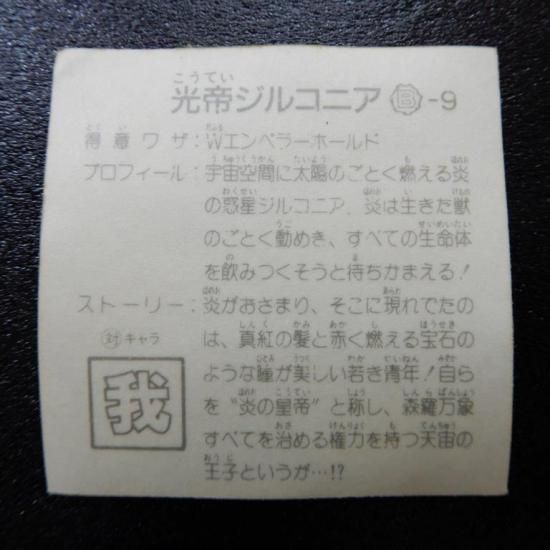 光帝ジルコニア B-9
得意ワザ：Wエンペラーホールド
プロフィール：宇宙空間に太陽のごとく燃える炎
の惑星ジルコニア。炎は生きた獣
のごとく動めき、すべての生命体
を飲みつくそうと待ちかまえる！
ストーリー：炎がおさまり、そこに現れでたの
は、真紅の髪と赤く燃える宝石の
ような瞳が美しい若き青年！自ら
を“炎の皇帝”と称し、森羅万象
すべてを治める権力を持つ天宙の
王子というが…!?
対キャラ
我